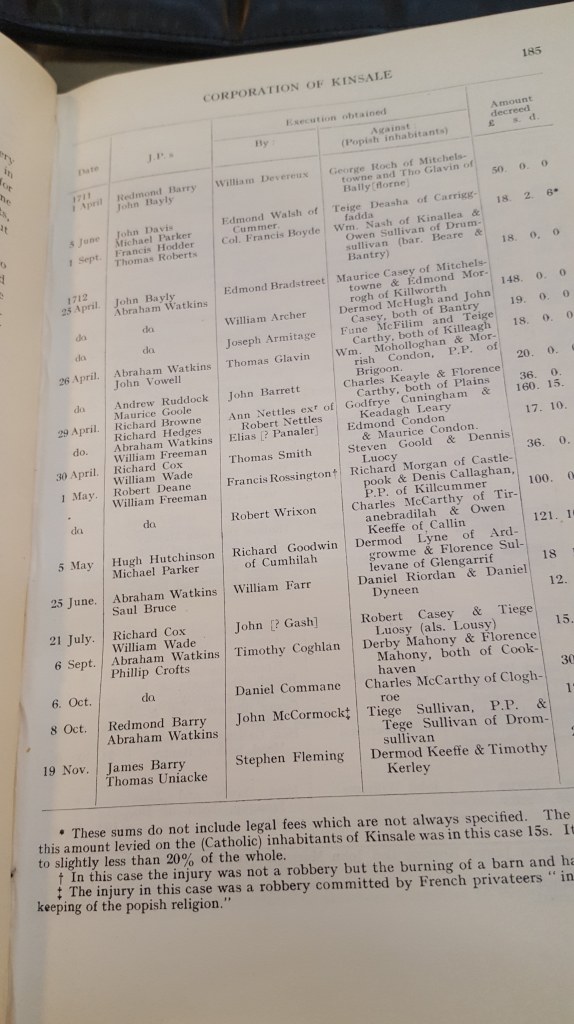 185
CORPORATION OF KINSALE
Execution obtained
Amount decreed
Date J.P.s By: Against (Popish inhabitants) £ s. d.
1711
1 April Redmond Barry William Devereux George Roch of Mitchels- 50. 0. 0
John Bayly towne and Tho Glavin of
Bally[florne)
Teige Deasha of Carrigg- 18. 2. 6*
5 June John Davis Edmond Walsh of fadda
Michael Parker Cummer. Wm. Nash of Kinallea &
1 Sept. Francis Hodder Col. Francis Boyde Owen Sullivan of Drum- 18. 0, 0
Thomas Roberts sullivan (bar. Beare &
Bantry)
1712
23 April. John Bayly Edmond Bradstreet Maurice Casey of Mitchels-
Abraham Watkins towne & Edmond Mor- 148. 0. 0
rogh of Killworth
do do William Archer Dermod McHugh and John 19. 0. 0
Casey, both of Bantry
do do Joseph Armitage Fune McFilim and Teige 18. 0. 0
Carthy, both of Killeagh
26 April. Abraham Watkins Thomas Glavin Wm. Moholloghan & Mor-
John Vowell rish Condon, P.P. of 20. 0.
Brigoon.
do Andrew Ruddock John Barrett Charles Keayle & Florence 36. 0.
Maurice Goole Carthy, both of Plains
29 April. Richard Browne Ann Nettles exr of Godfrye Cuningham & 160. 15.
Richard Hedges Robert Nettles Keadagh Leary
do. Abraham Watkins Elias [? Panaler] Edmond Condon 17. 10.
William Freeman & Maurice Condon.
30 April. Richard Cox Thomas Smith Steven Goold & Dennis 36. 0.
William Wade Luocy
1 May. Robert Deane Francis Rossington† Richard Morgan of Castle-
William Freeman pook & Denis Callaghan, 100. 0
P.P. of Killcummer
do do Robert Wrixon Charles McCarthy of Tir-
anebradilah & Owen 121. 1
Keeffe of Callin
5 May Hugh Hutchinson Richard Goodwin Dermod Lyne of Ard-
Michael Parker of Cumhilah growme & Florence Sul- 18
levane of Glengarrif
25 June. Abraham Watkins William Farr Daniel Riordan & Daniel 12.
Saul Bruce Dyneen
21 July. Richard Cox John [? Gash] Robert Casey & Tiege 15.
William Wade Luosy (als. Lousy)
6 Sept. Abraham Watkins Timothy Coghlan Derby Mahony & Florence
Phillip Crofts Mahony, both of Cook- 30
haven
6. Oct. do Daniel Commane Charles McCarthy of Clogh-
roe
8 Oct. Redmond Barry John McCormock‡ Tiege Sullivan, P.P. &
Abraham Watkins Tege Sullivan of Drom-
sullivan
19 Nov. James Barry Stephen Fleming Dermod Keeffe & Timothy
Thomas Uniacke Kerley
* These sums do not include legal fees which are not always specified. The
this amount levied on the (Catholic) inhabitants of Kinsale was in this case 15s. It
to slightly less than 20% of the whole.
† In this case the injury was not a robbery but the burning of a barn and ha
‡ The injury in this case was a robbery committed by French privateers "in
keeping of the popish religion."